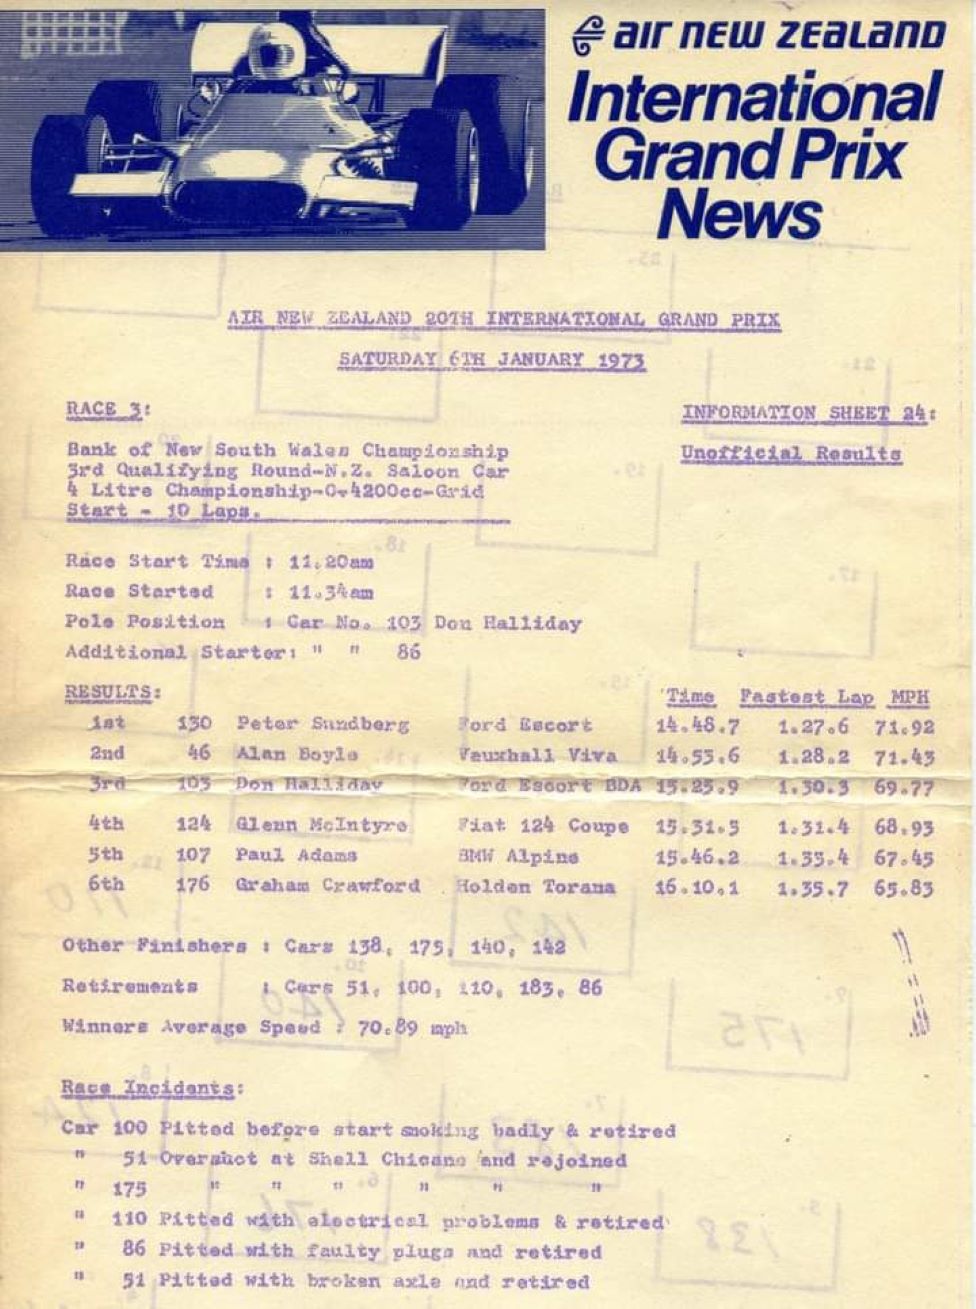 air new zealand
International
Grand Prix
News
AIR NEW ZEALAND 20TH INTERNATIONAL GRAND PRIX
SATURDAY 6TH JANUARY 1973
RACE 3: INFORMATION SHEET 24:
Bank of New South Wales Championship Unofficial Results
3rd Qualifying Round-N.Z. Saloon Car
4 Litre Championship-0-4200cc-Grid
Start - 10 Laps.
Race Start Time : 11.20am
Race Started : 11.34am
Pole Position : Car No. 103 Don Halliday
Additional Starter: " " 86
RESULTS: Time Fastest Lap MPH
1st 130 Peter Sundberg Ford Escort 14.48.7 1.27.6 71.92
2nd 46 Alan Boyle Vauxhall Viva 14.53.6 1.28.2 71.43
3rd 103 Don Halliday Ford Escort BDA 15.25.9 1.30.3 69.77
4th 124 Glenn McIntyre Fiat 124 Coupe 15.31.3 1.31.4 68.93
5th 107 Paul Adams BMW Alpina 15.46.2 1.33.4 67.45
6th 176 Graham Crawford Holden Torana 16.10.1 1.35.7 65.83
Other Finishers : Cars 138, 175, 140, 142
Retirements : Cars 51, 100, 110, 183, 86
Winners Average Speed : 70.89 mph
Race Incidents:
Car 100 Pitted before start smoking badly & retired
" 51 Overshot at Shell Chicane and rejoined
" 175 " " " " " "
" 110 Pitted with electrical problems & retired
" 86 Pitted with faulty plugs and retired
" 51 Pitted with broken axle and retired